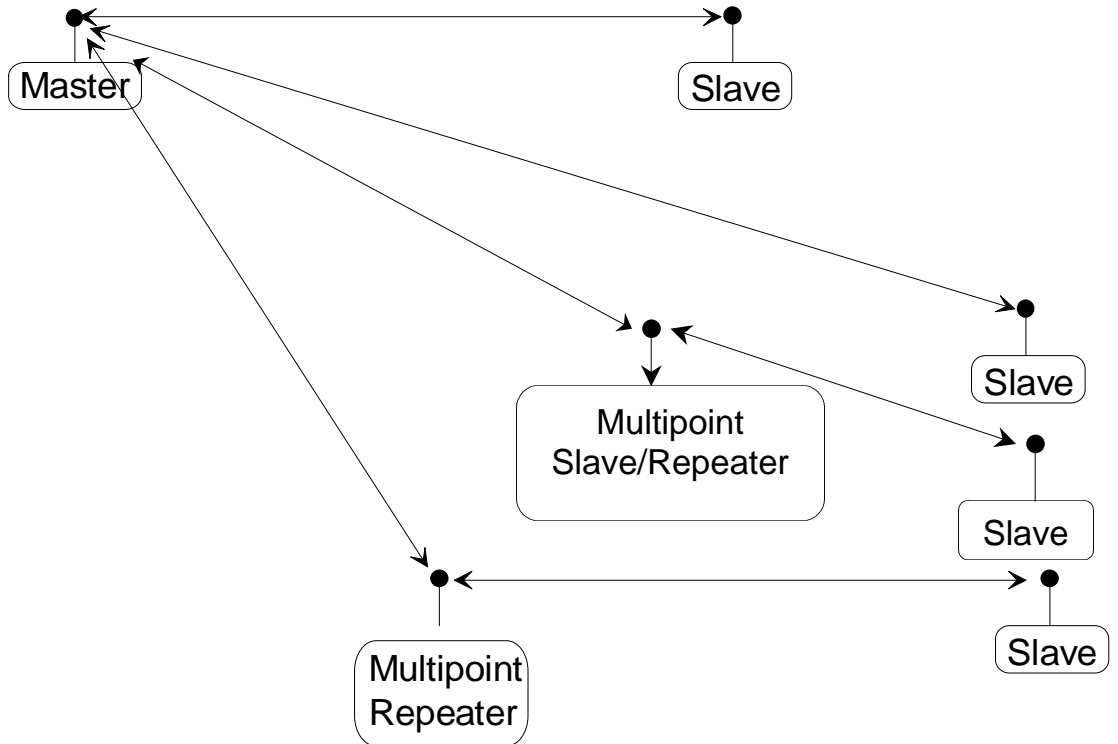 Master
Slave
Slave
Multipoint
Slave/Repeater
Slave
Slave
Multipoint
Repeater